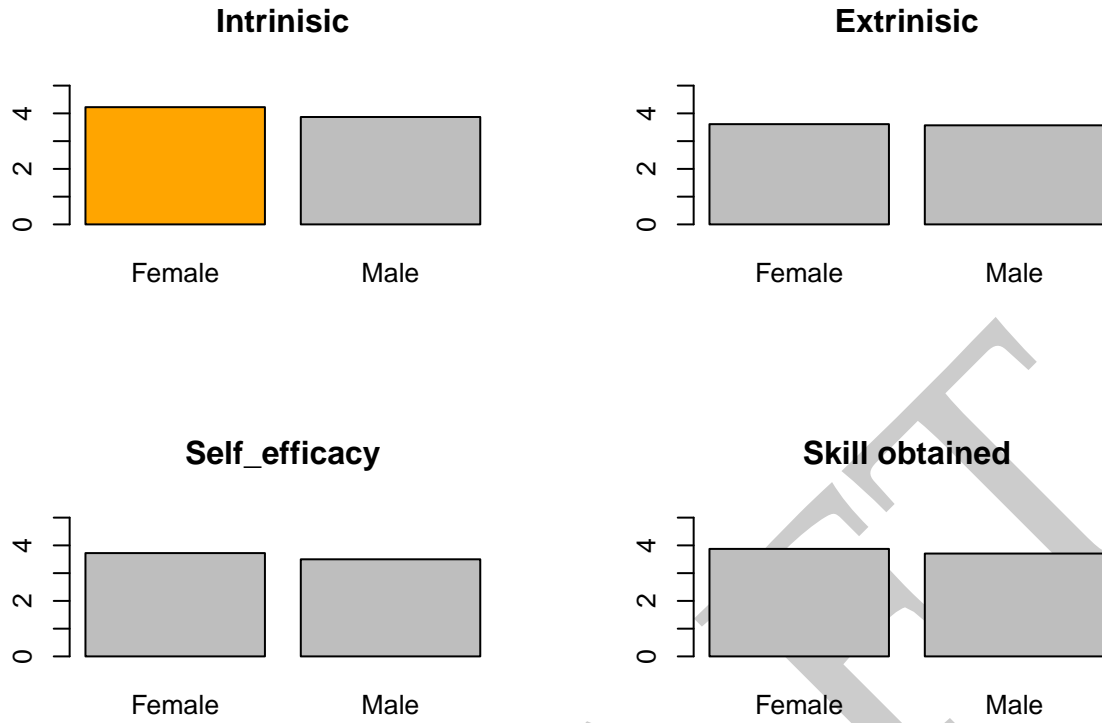 Intrinisic
0 2 4
Female Male
Extrinisic
0 2 4
Female Male
Self_efficacy
0 2 4
Female Male
Skill obtained
0 2 4
Female Male